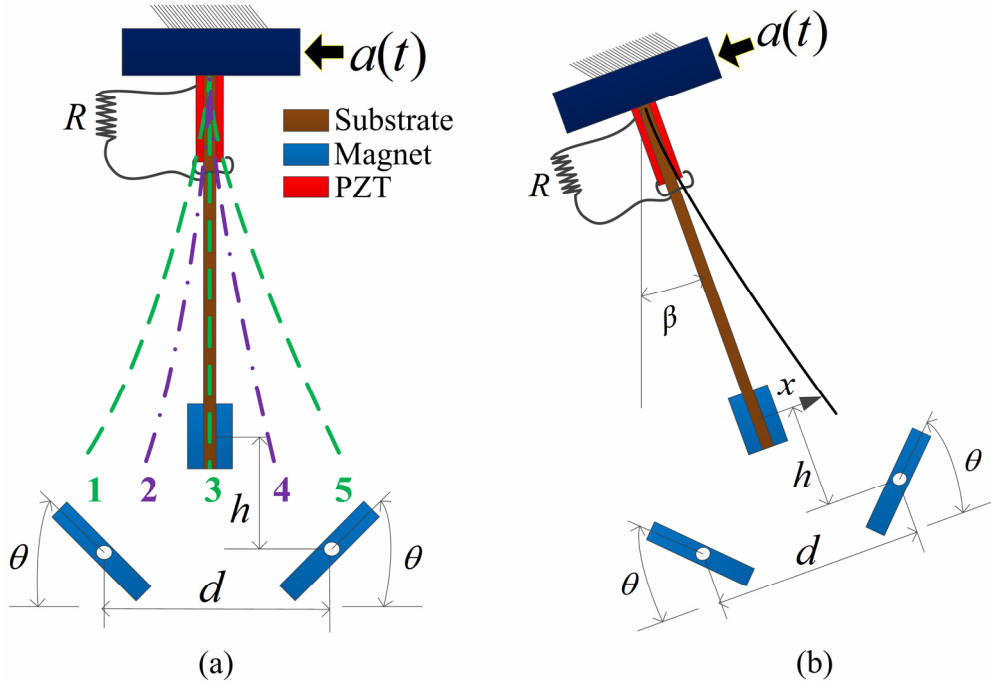 a(t)
R
Substrate
Magnet
PZT
1 2 3 4 5
h
θ
θ
d
(a)
a(t)
R
β
x
h
θ
θ
d
(b)